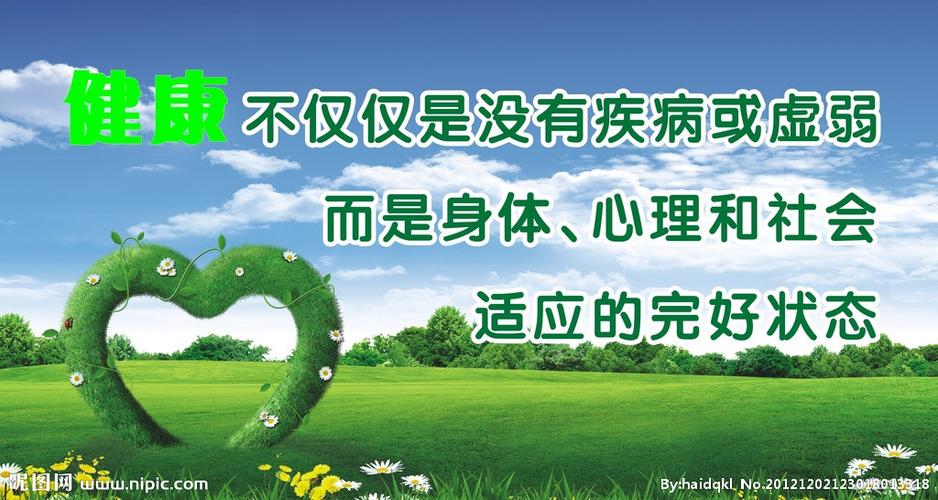 健康 不仅仅是没有疾病或虚弱
而是身体、心理和社会
适应的完好状态
昵图网 www.nipic.com
By:haidqkl No.20121202123018013318